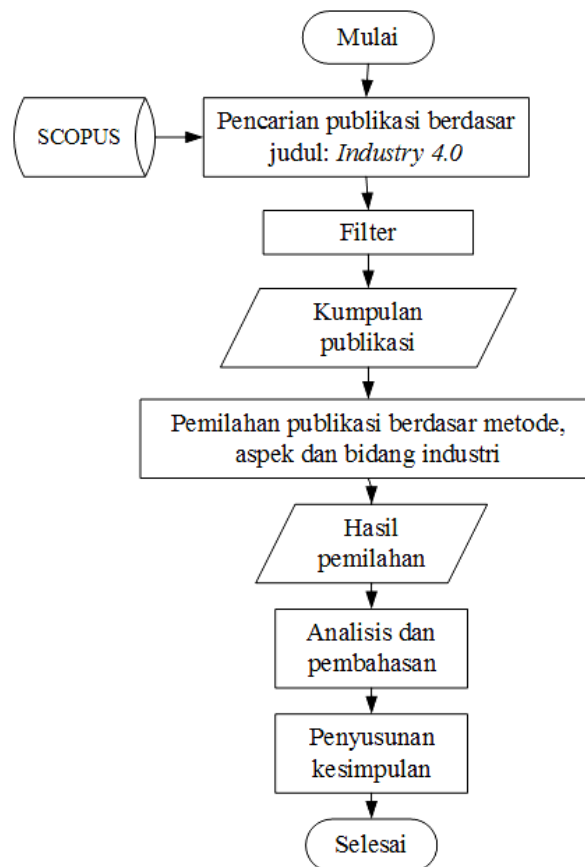 Mulai
SCOPUS
Pencarian publikasi berdasar
judul: Industry 4.0
Filter
Kumpulan
publikasi
Pemilahan publikasi berdasar metode,
aspek dan bidang industri
Hasil
pemilahan
Analisis dan
pembahasan
Penyusunan
kesimpulan
Selesai